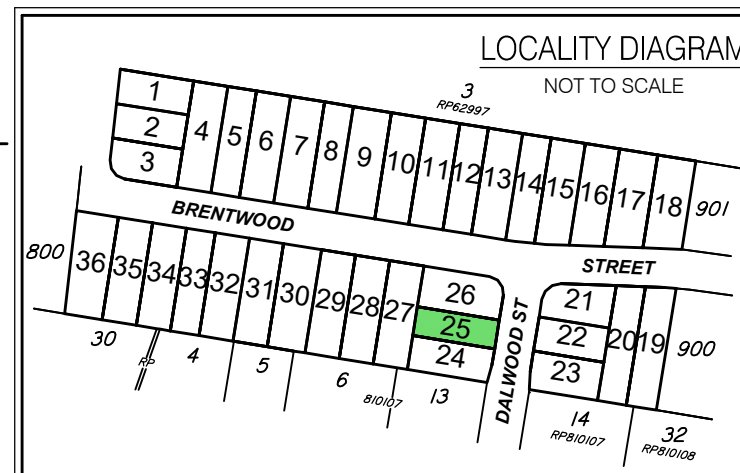 LOCALITY DIAGRAM
NOT TO SCALE
3
RP62997
1
2
3
4 5 6 7 8 9 10 11 12 13 14 15 16 17 18 901
BRENTWOOD
STREET
800 36 35 34 33 32 31 30 29 28 27
26
25
24
DALWOOD ST
21
22
23
20 19 900
30
RP
4
5
6
810107
13
14
RP810107
32
RP810108